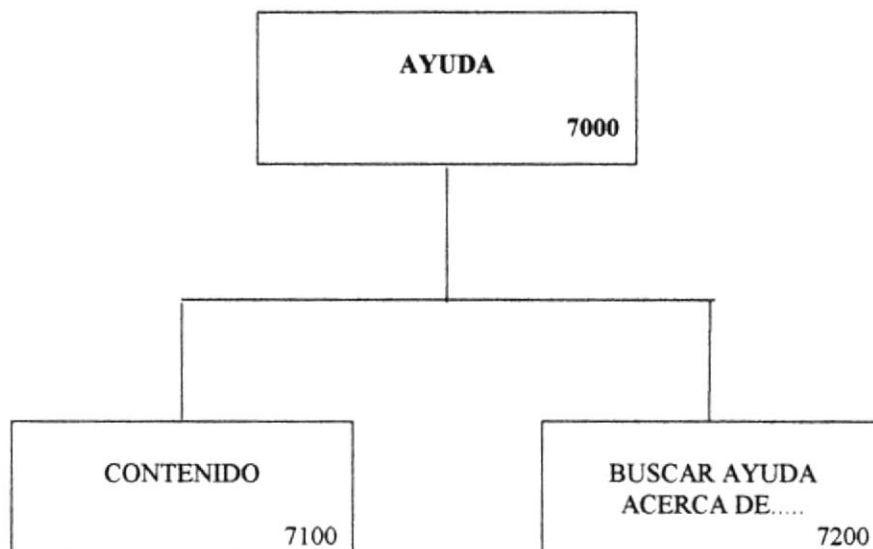 AYUDA
7000
CONTENIDO
7100
BUSCAR AYUDA
ACERCA DE.....
7200